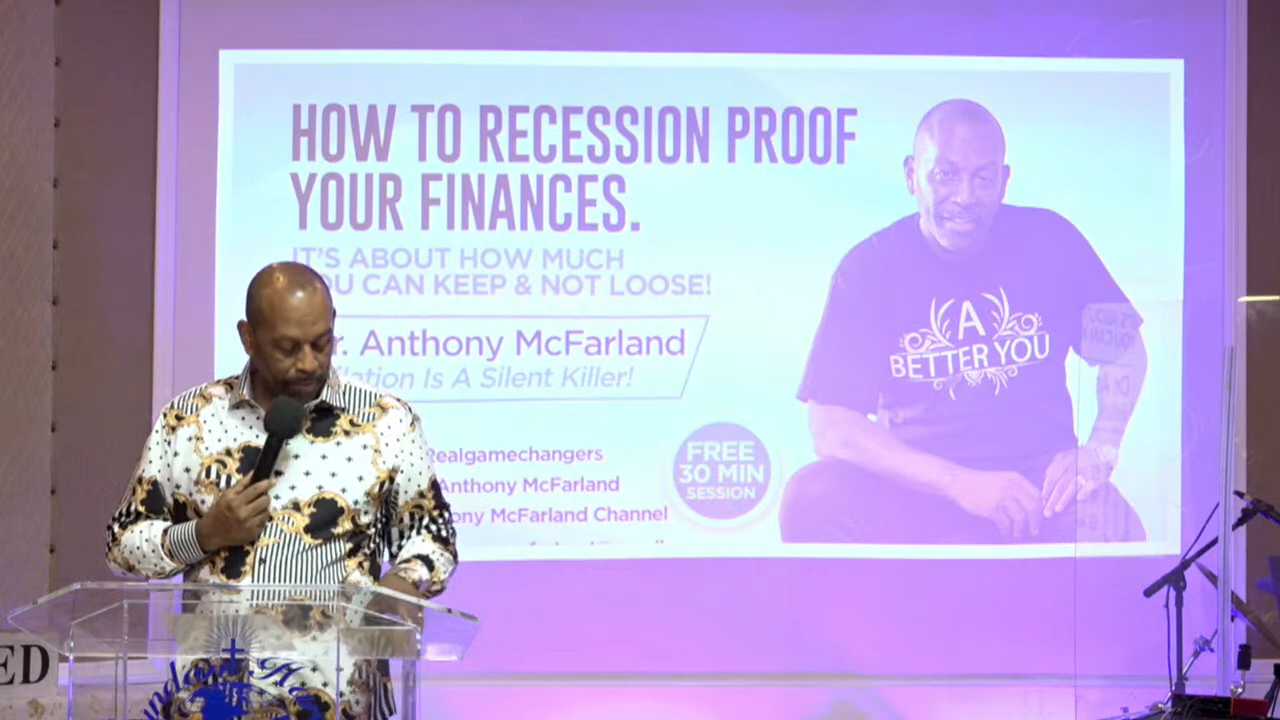 HOW TO RECESSION PROOF
YOUR FINANCES.
IT'S ABOUT HOW MUCH
CAN KEEP & NOT LOOSE!
Anthony McFarland
Is A Silent Killer!
Realgamechangers
Anthony McFarland
McFarland Channel
FREE
30 MIN
SESSION
A
BETTER YOU
ED